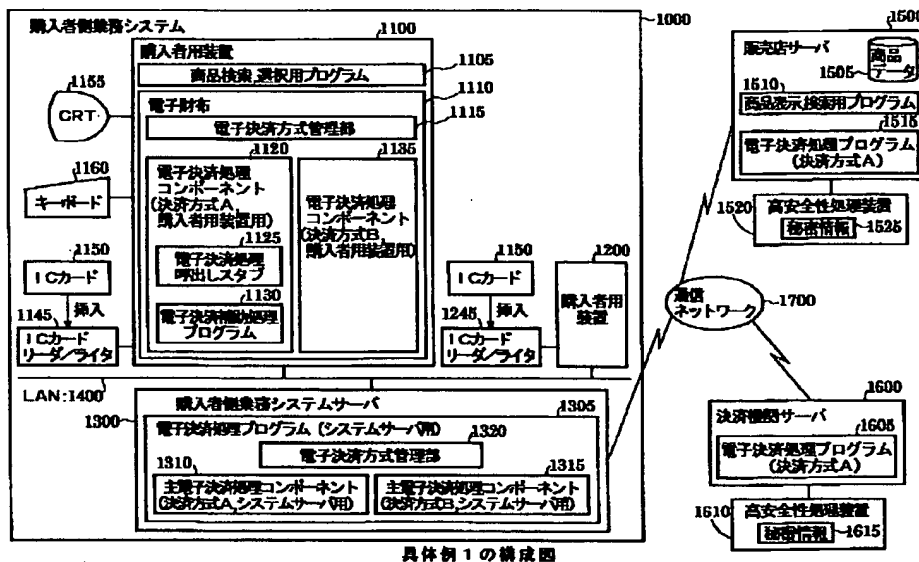 購入者側業務システム
1000
1100
購入者用装置
1105
商品検索,選択用プログラム
1110
電子財布
1115
電子決済方式管理部
1155
CRT
1160
キーボード
1120
電子決済処理
コンポーネント
(決済方式A,
購入者用装置用)
1125
電子決済処理
呼出しスタブ
1130
電子決済補助処理
プログラム
1135
電子決済処理
コンポーネント
(決済方式B,
購入者用装置用)
1150
ICカード
挿入
1145
ICカード
リーダ/ライタ
1150
ICカード
挿入
1245
ICカード
リーダ/ライタ
1200
購入者用
装置
LAN:1400
購入者側業務システムサーバ
1300
1305
電子決済処理プログラム(システムサーバ用)
1320
電子決済方式管理部
1310
主電子決済処理コンポーネント
(決済方式A,システムサーバ用)
1315
主電子決済処理コンポーネント
(決済方式B,システムサーバ用)
1500
販売店サーバ
商品
データ
1505
1510
商品表示,検索用プログラム
1515
電子決済処理プログラム
(決済方式A)
1520
高安全性処理装置
秘密情報
1525
通信
ネットワーク
1700
1600
決済機関サーバ
1605
電子決済処理プログラム
(決済方式A)
1610
高安全性処理装置
秘密情報
1615
具体例1の構成図